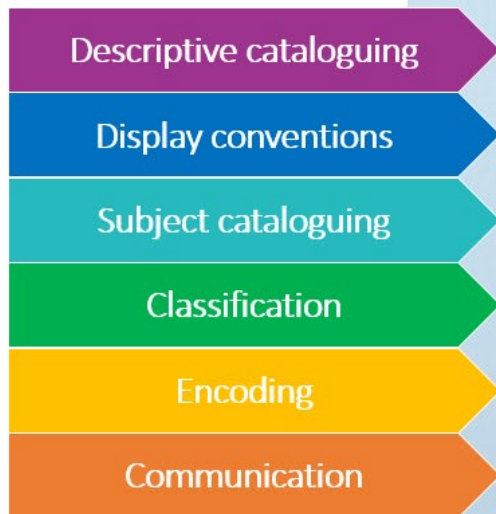 Descriptive cataloguing
Display conventions
Subject cataloguing
Classification
Encoding
Communication